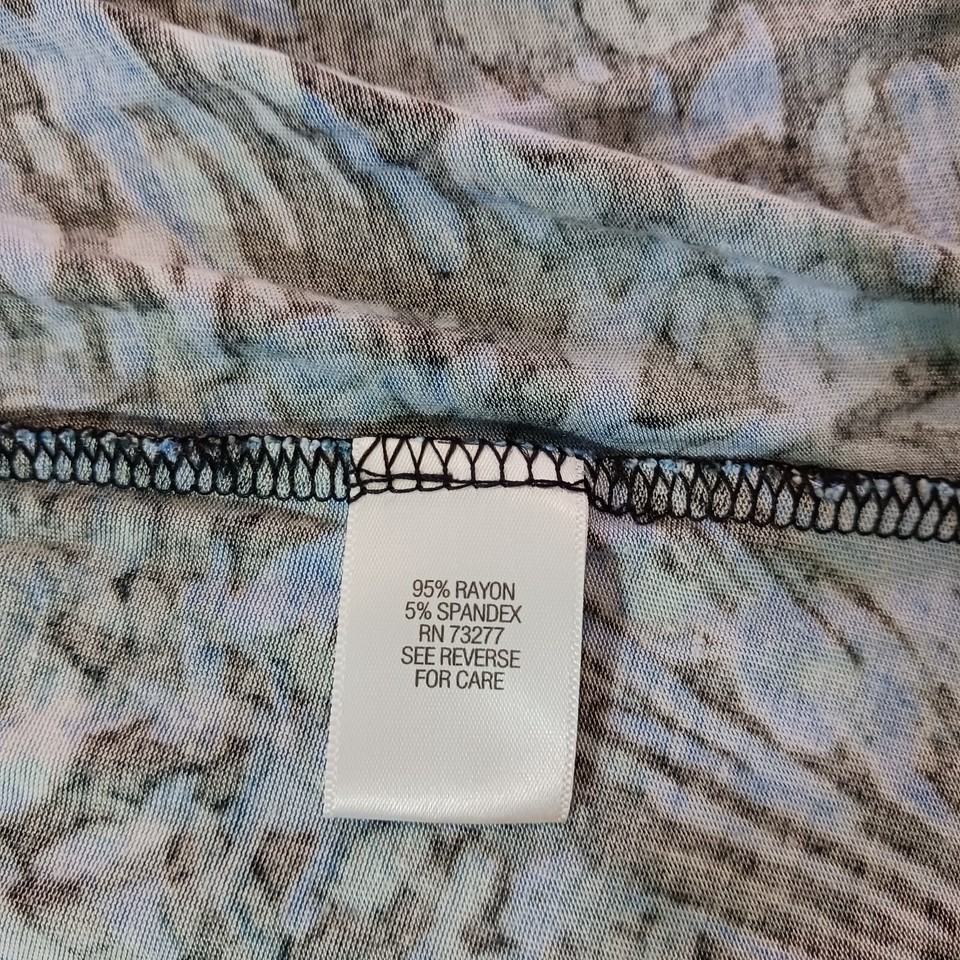 95% RAYON
5% SPANDEX
RN 73277
SEE REVERSE
FOR CARE